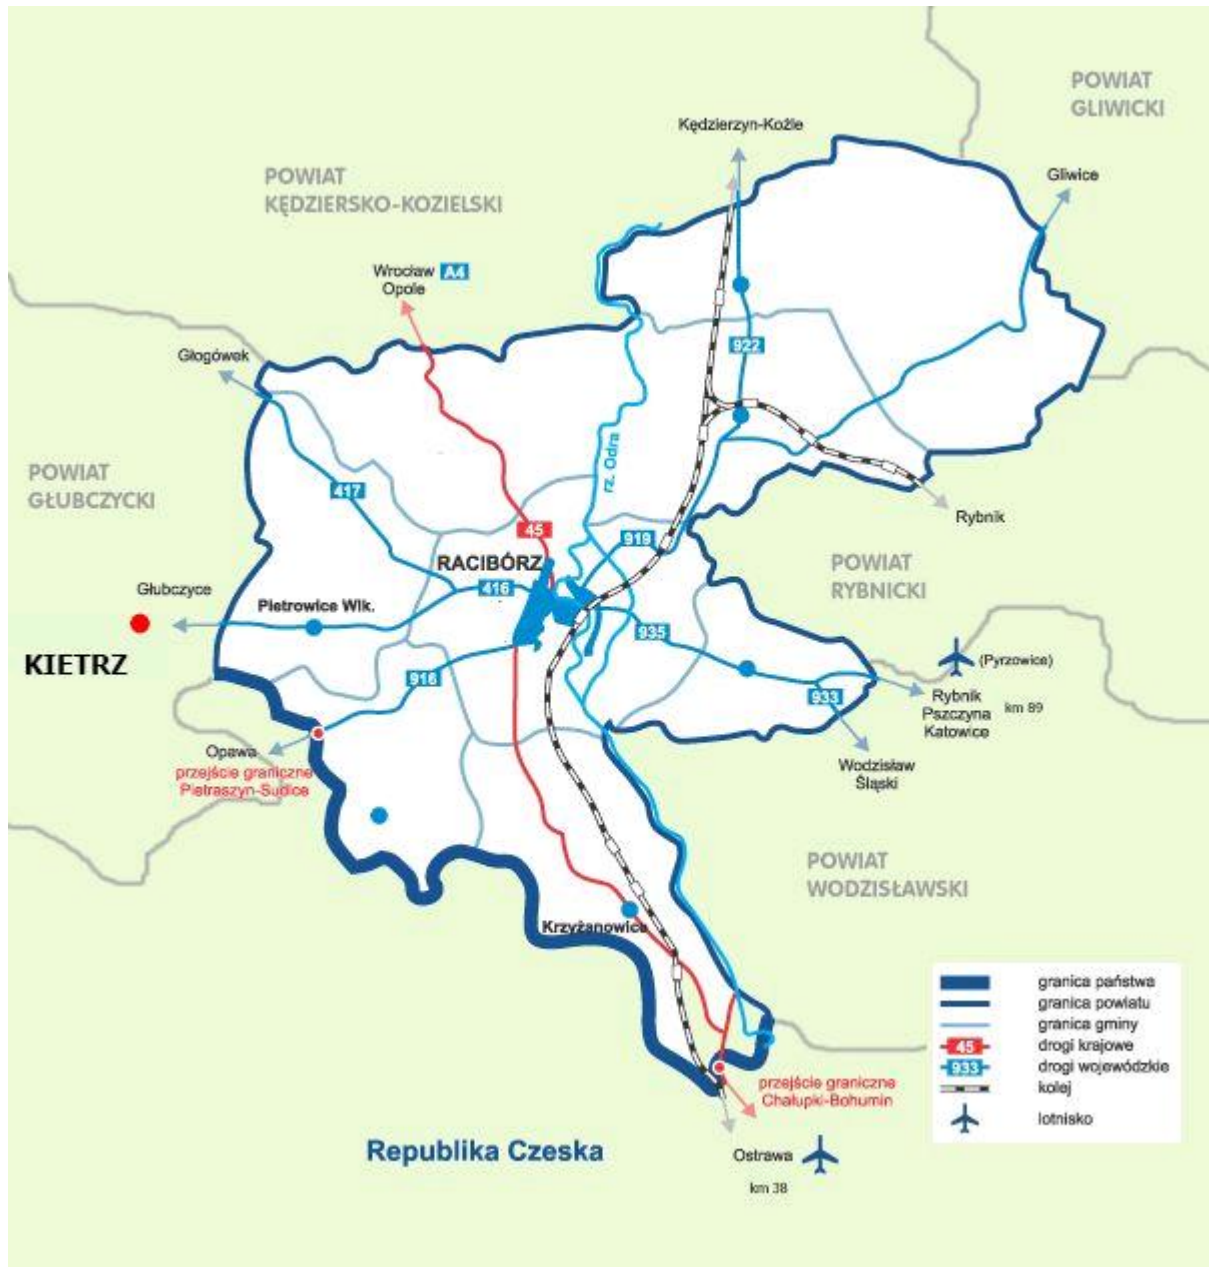 POWIAT
GLIWICKI
Kędzierzyn-Koźle
Gliwice
POWIAT
KĘDZIERSKO-KOZIELSKI
Wrocław A4
Opole
Głogówek
922
POWIAT
GŁUBCZYCKI
417
rz. Odra
Rybnik
45
919
RACIBÓRZ
POWIAT
RYBNICKI
Głubczyce
416
Pietrowice Wlk.
935
KIETRZ
(Pyrzowice)
916
933
Rybnik
Pszczyna
Katowice
km 89
Opawa
przejście graniczne
Pietraszyn-Sudice
Wodzisław
Śląski
POWIAT
WODZISŁAWSKI
Krzyżanowice
granica państwa
granica powiatu
granica gminy
45 drogi krajowe
933 drogi wojewódzkie
kolej
lotnisko
przejście graniczne
Chałupki-Bohumin
Republika Czeska
Ostrawa
km 38